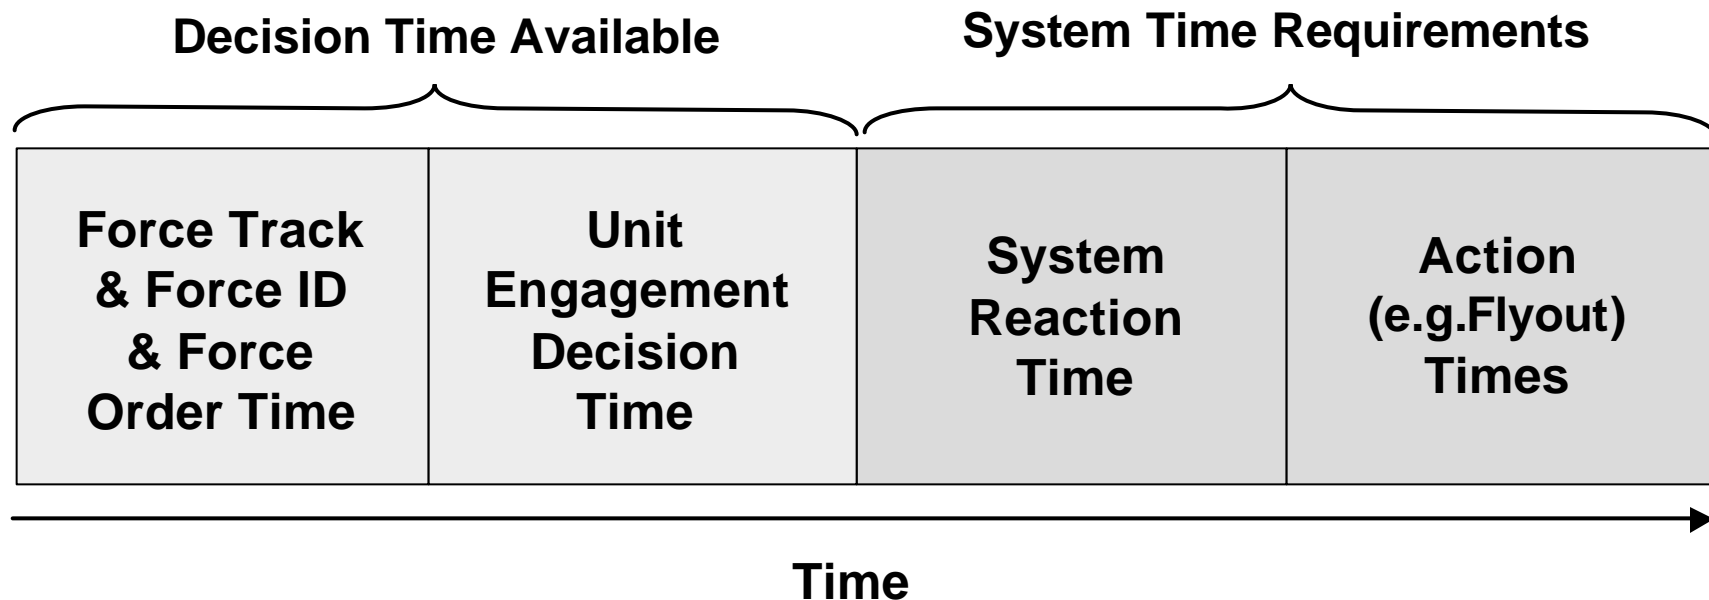 Decision Time Available
System Time Requirements
Force Track
& Force ID
& Force
Order Time
Unit
Engagement
Decision
Time
System
Reaction
Time
Action
(e.g.Flyout)
Times
Time